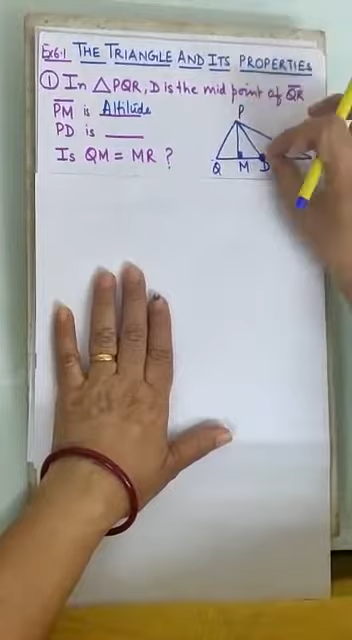 Ex 6.1 THE TRIANGLE AND ITS PROPERTIES
① In △PQR, D is the mid point of QR
PM is Altitude
PD is ____
Is QM = MR ?
P
Q M D